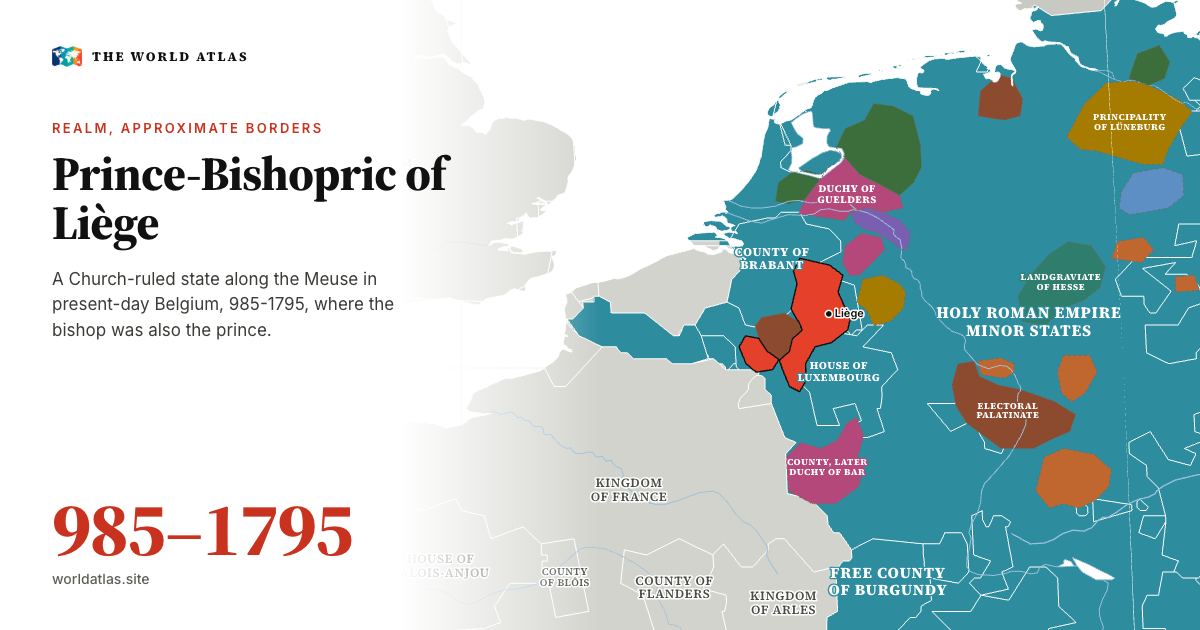 THE WORLD ATLAS
REALM, APPROXIMATE BORDERS
Prince-Bishopric of
Liège
A Church-ruled state along the Meuse in
present-day Belgium, 985-1795, where the
bishop was also the prince.
985–1795
worldatlas.site
PRINCIPALITY
OF LÜNEBURG
DUCHY OF
GUELDERS
COUNTY OF
BRABANT
LANDGRAVIATE
OF HESSE
Liège
HOLY ROMAN EMPIRE
MINOR STATES
HOUSE OF
LUXEMBOURG
ELECTORAL
PALATINATE
COUNTY, LATER
DUCHY OF BAR
KINGDOM
OF FRANCE
HOUSE OF
VALOIS-ANJOU
COUNTY
OF BLOIS
COUNTY OF
FLANDERS
KINGDOM
OF ARLES
FREE COUNTY
OF BURGUNDY